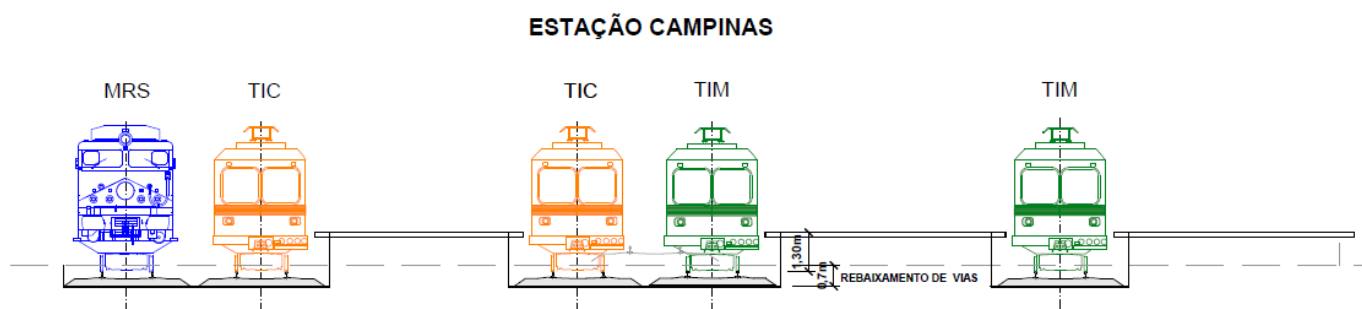 ESTAÇÃO CAMPINAS
MRS
TIC
TIC
TIM
TIM
1,30m
0,7m
REBAIXAMENTO DE VIAS